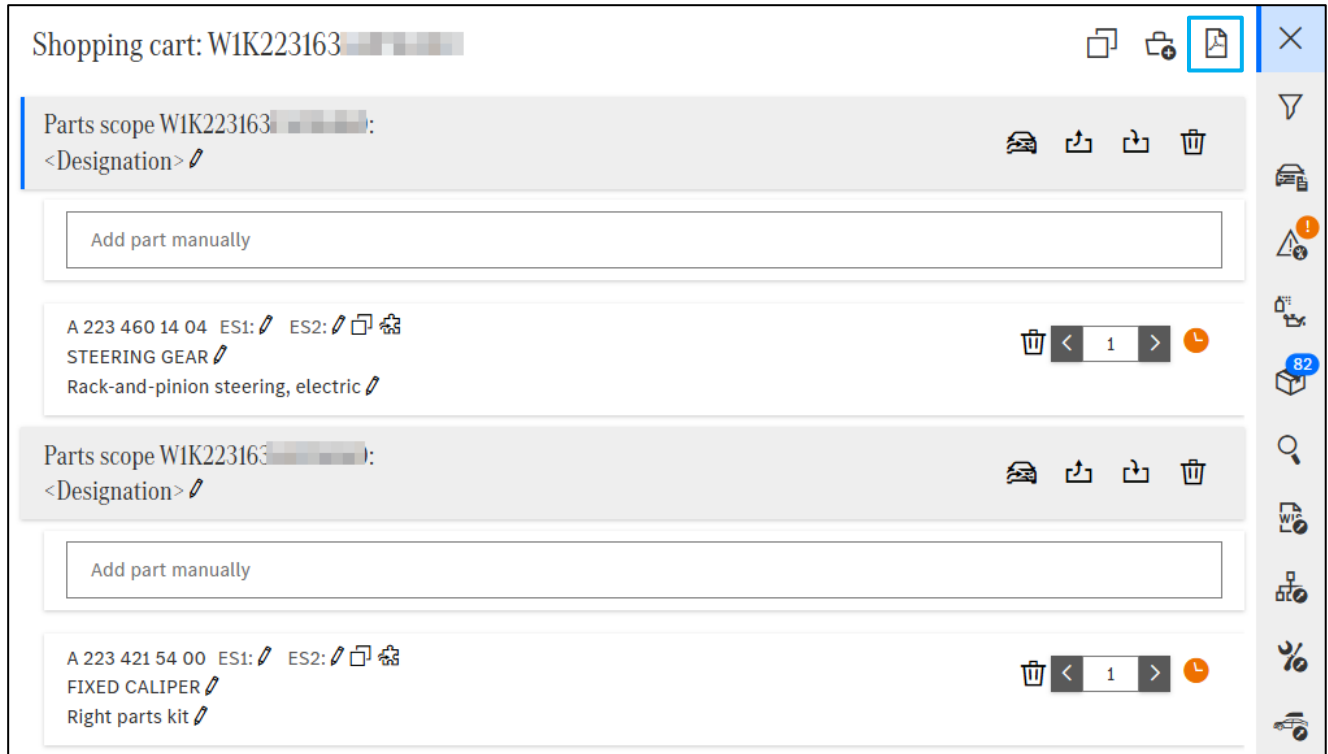 Shopping cart: W1K223163
Parts scope W1K223163 :
<Designation>
Add part manually
A 223 460 14 04 ES1: ES2:
STEERING GEAR
1
Rack-and-pinion steering, electric
82
Parts scope W1K223163 :
<Designation>
WIS
Add part manually
A 223 421 54 00 ES1: ES2:
FIXED CALIPER
1
Right parts kit